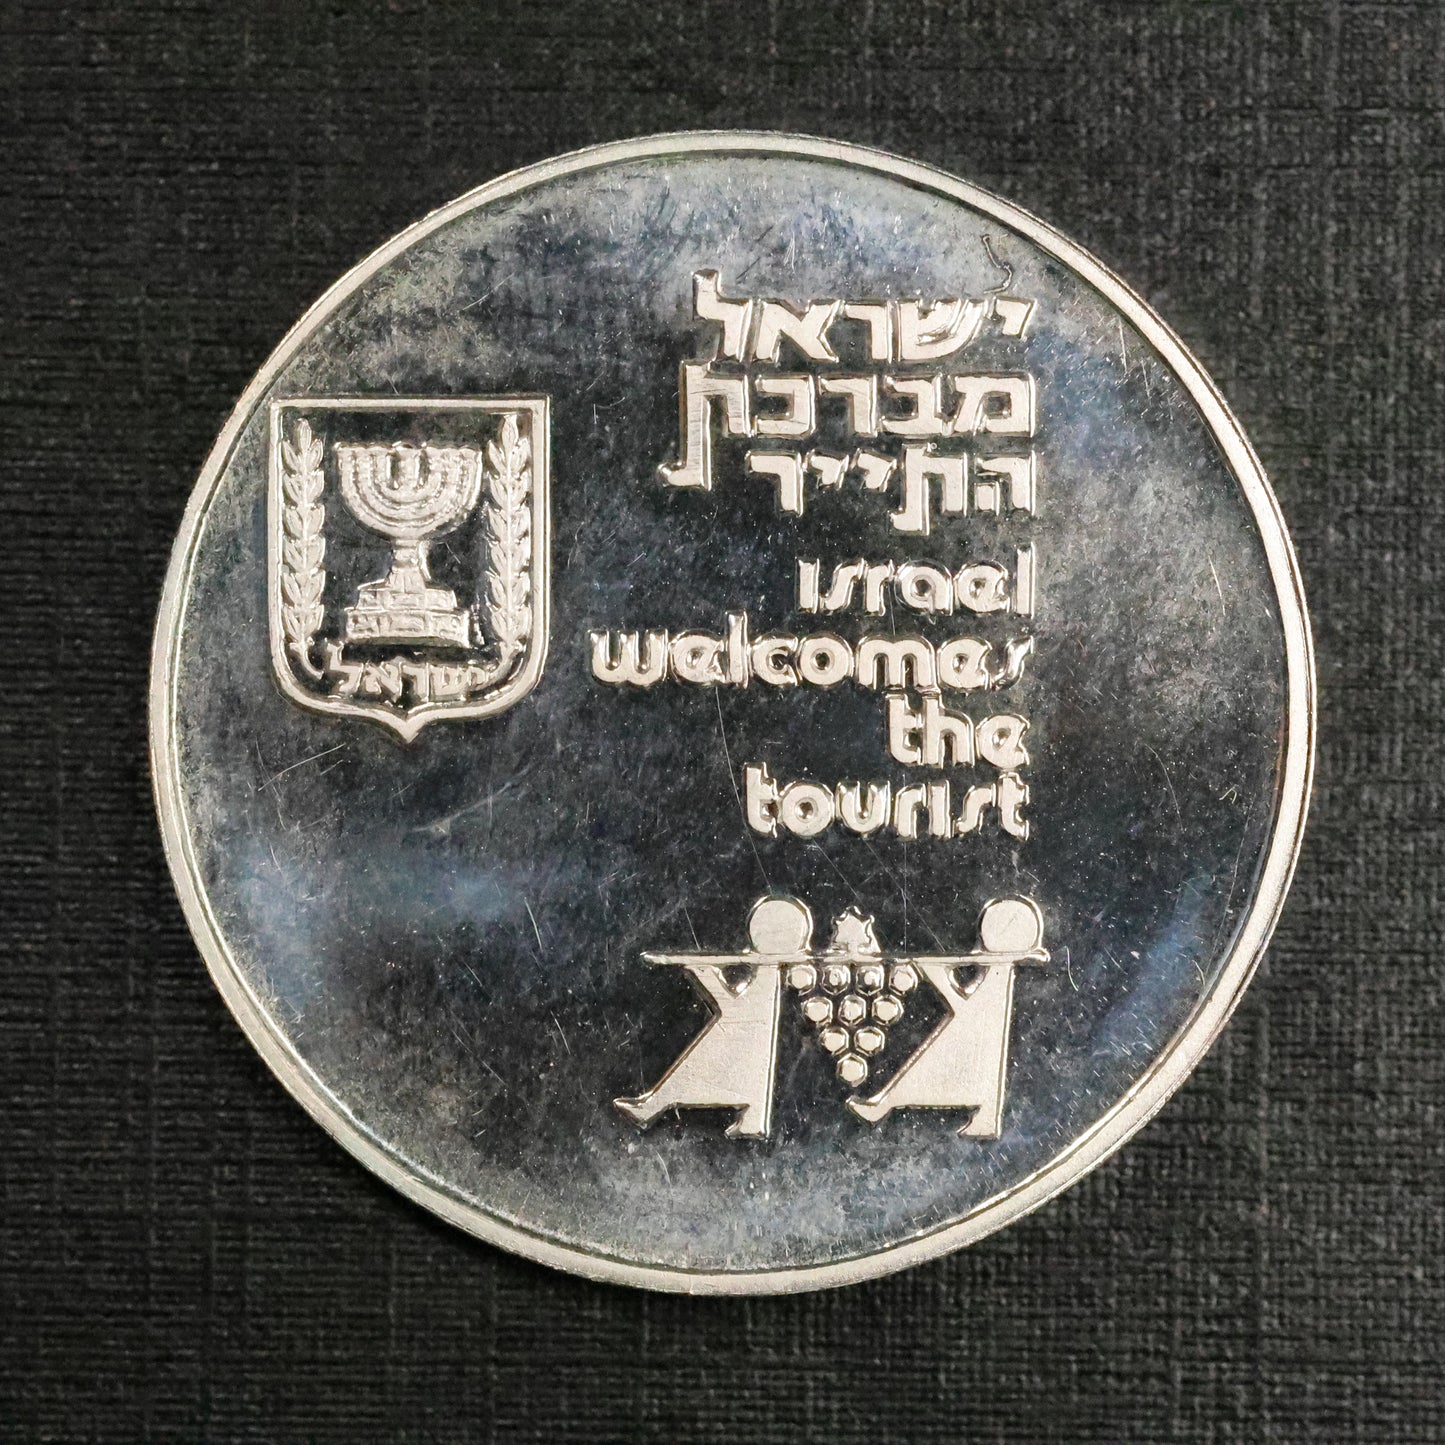 ישראל
מברכת
התייר
israel
welcomes
the
tourist
ישראל